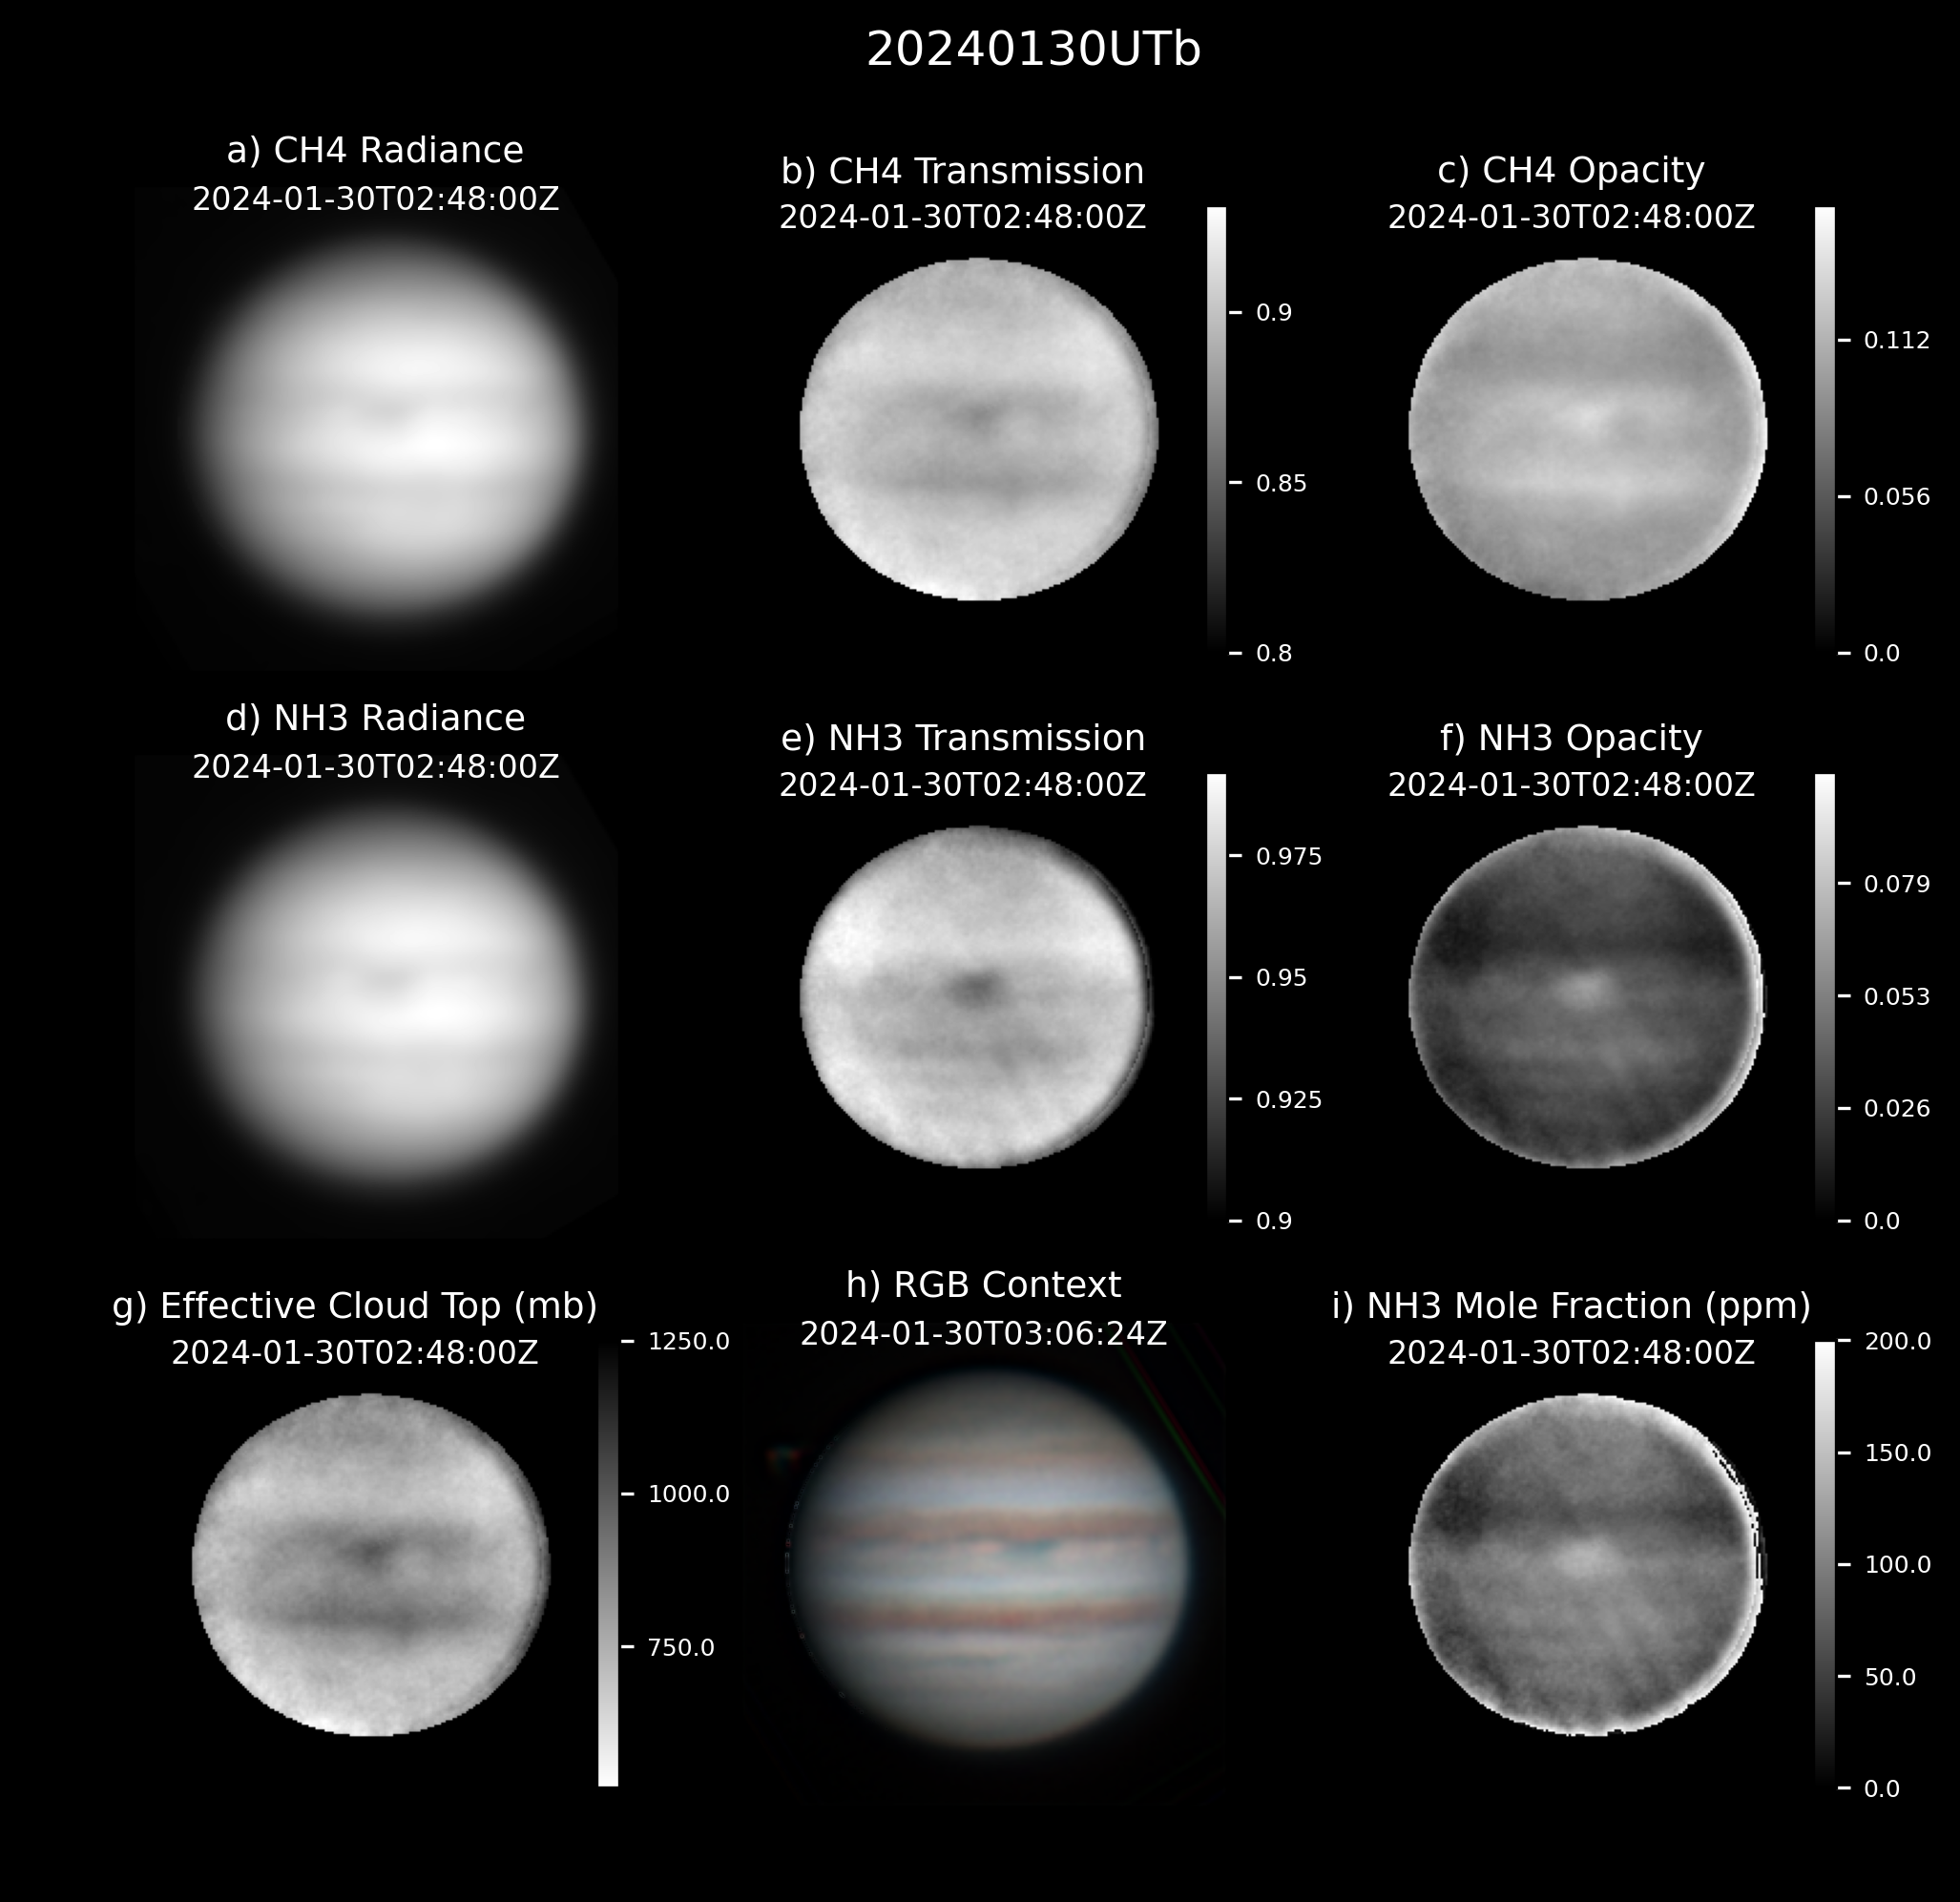 20240130UTb
a) CH4 Radiance
2024-01-30T02:48:00Z
b) CH4 Transmission
2024-01-30T02:48:00Z
0.9
0.85
0.8
c) CH4 Opacity
2024-01-30T02:48:00Z
0.112
0.056
0.0
d) NH3 Radiance
2024-01-30T02:48:00Z
e) NH3 Transmission
2024-01-30T02:48:00Z
0.975
0.95
0.925
0.9
f) NH3 Opacity
2024-01-30T02:48:00Z
0.079
0.053
0.026
0.0
g) Effective Cloud Top (mb)
2024-01-30T02:48:00Z
1250.0
1000.0
750.0
h) RGB Context
2024-01-30T03:06:24Z
i) NH3 Mole Fraction (ppm)
2024-01-30T02:48:00Z
200.0
150.0
100.0
50.0
0.0